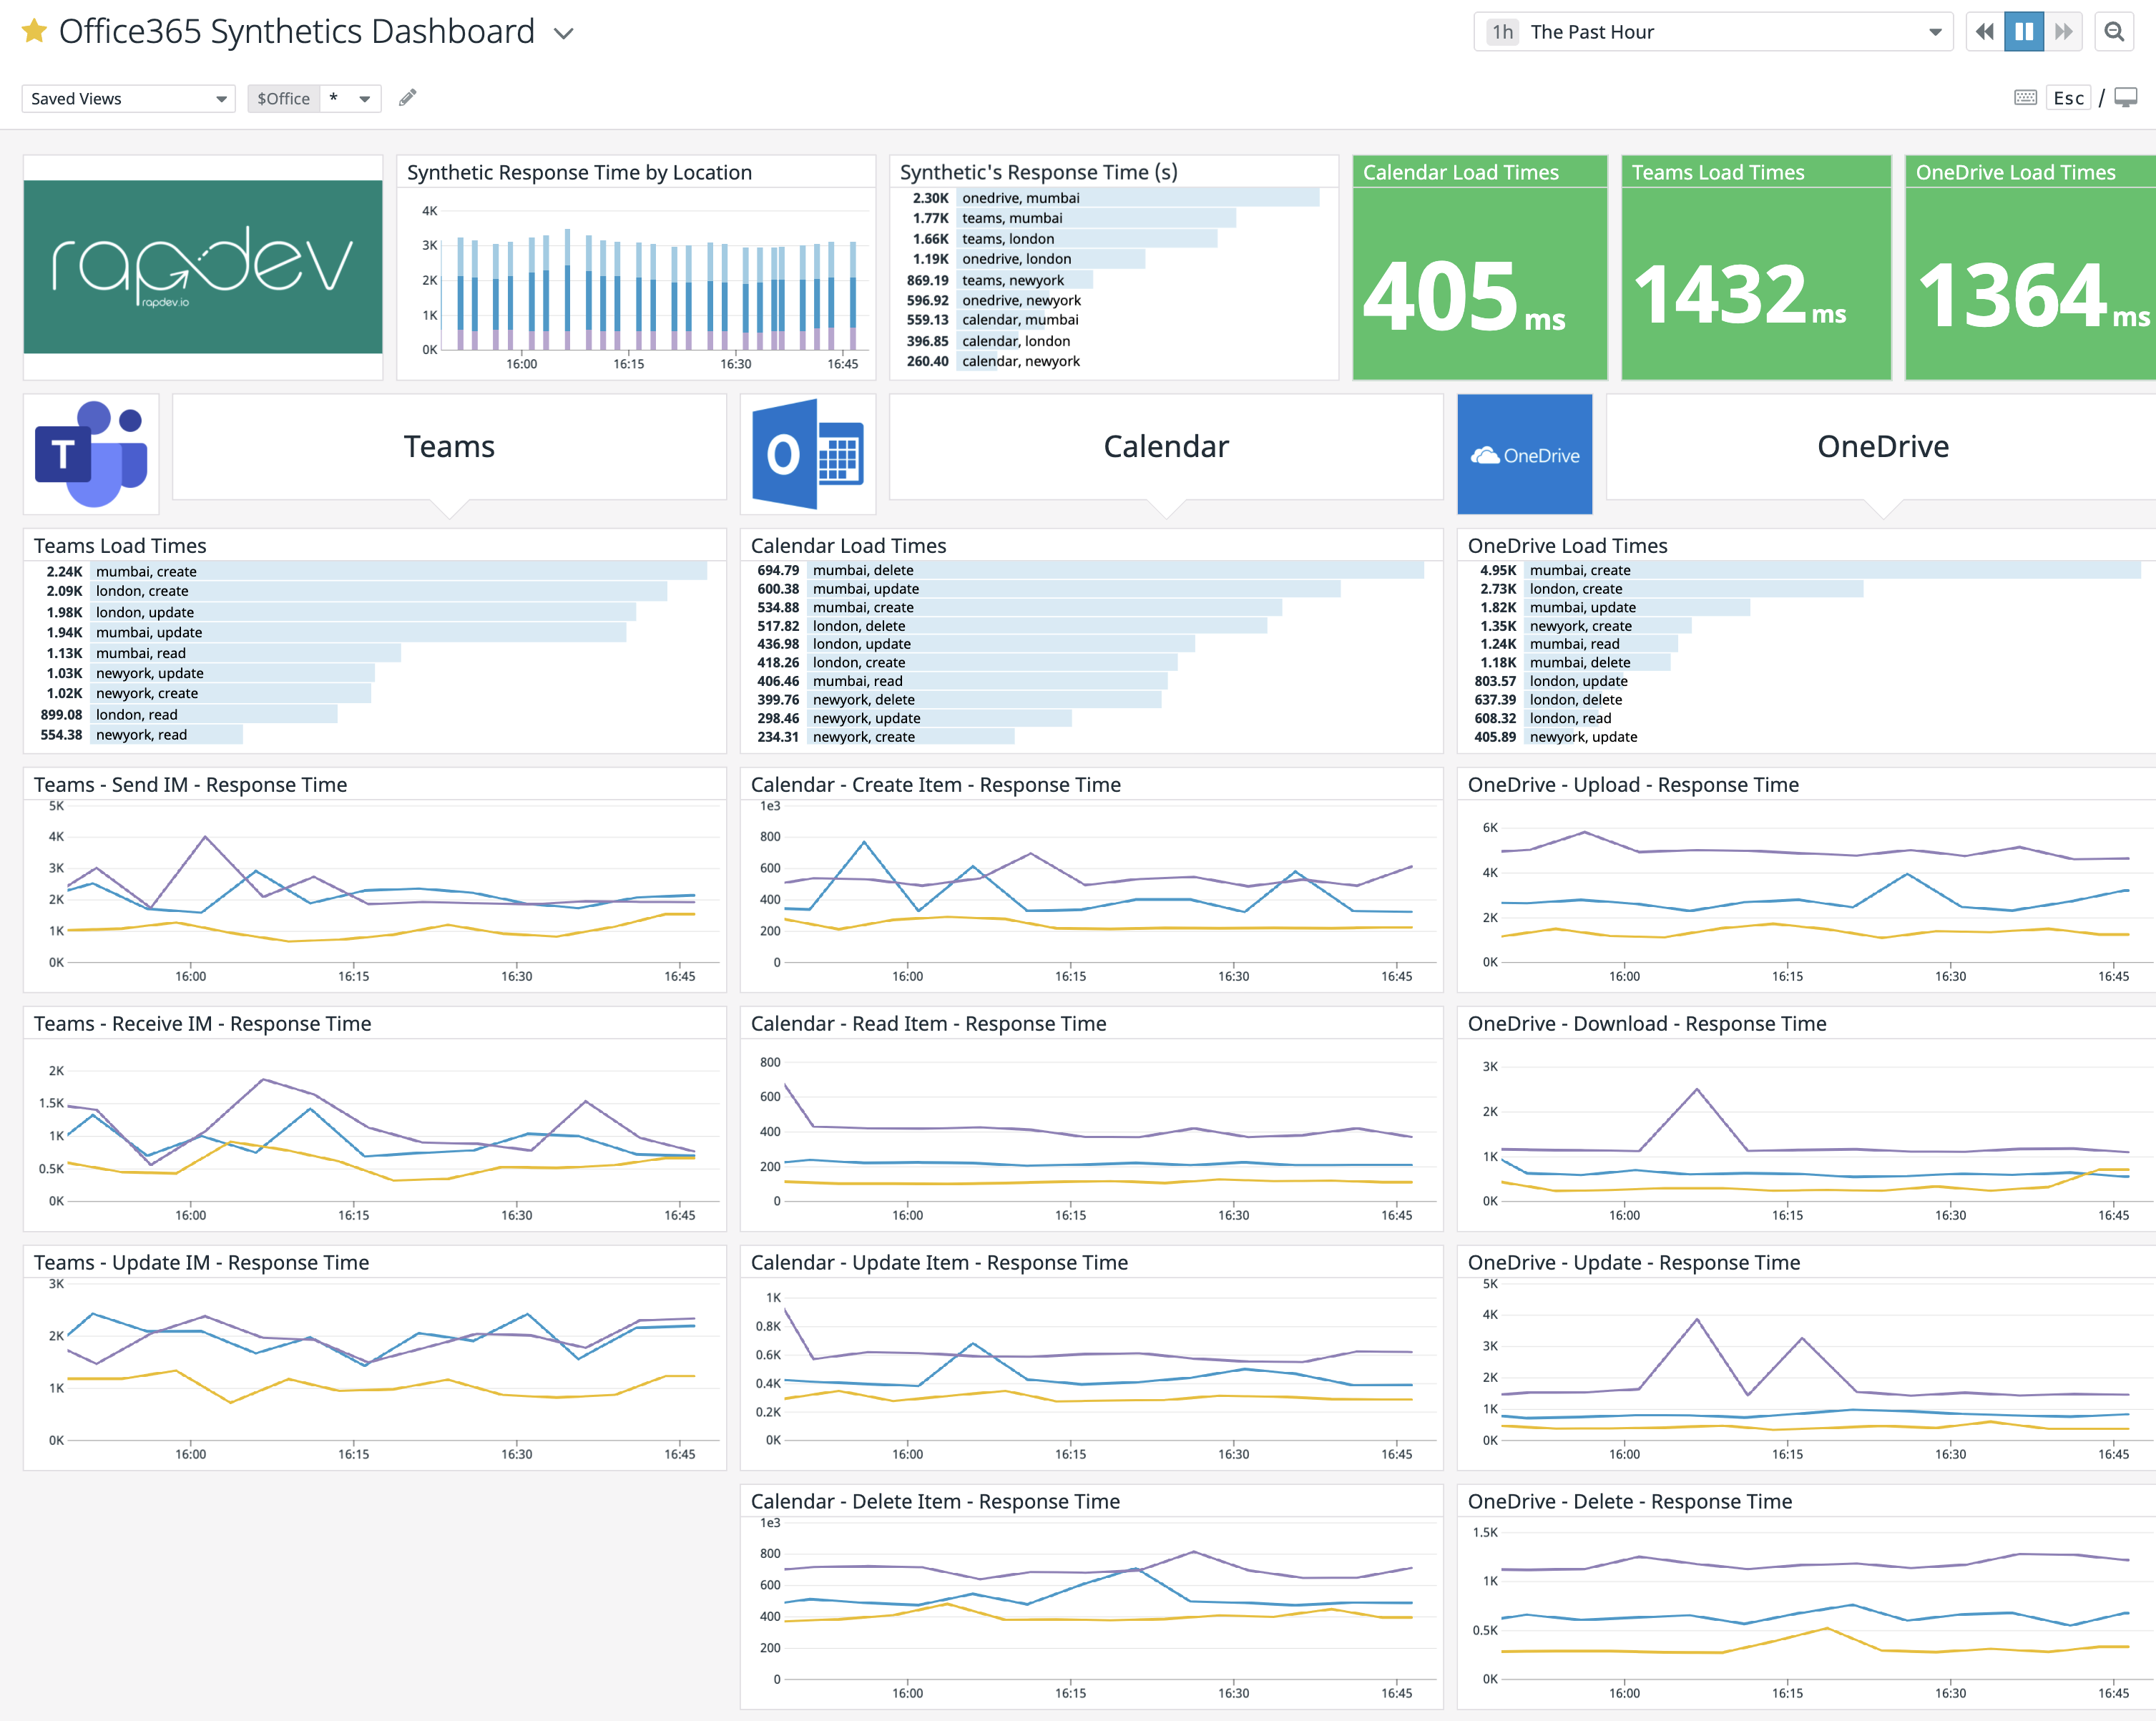 Office365 Synthetics Dashboard
1h The Past Hour
Saved Views
$Office *
Esc /
rapdev
rapdev.io
Synthetic Response Time by Location
4K
3K
2K
1K
0K
16:00 16:15 16:30 16:45
Synthetic's Response Time (s)
2.30K onedrive, mumbai
1.77K teams, mumbai
1.66K teams, london
1.19K onedrive, london
869.19 teams, newyork
596.92 onedrive, newyork
559.13 calendar, mumbai
396.85 calendar, london
260.40 calendar, newyork
Calendar Load Times
405 ms
Teams Load Times
1432 ms
OneDrive Load Times
1364 ms
T
Teams
O
Calendar
OneDrive
OneDrive
Teams Load Times
2.24K mumbai, create
2.09K london, create
1.98K london, update
1.94K mumbai, update
1.13K mumbai, read
1.03K newyork, update
1.02K newyork, create
899.08 london, read
554.38 newyork, read
Calendar Load Times
694.79 mumbai, delete
600.38 mumbai, update
534.88 mumbai, create
517.82 london, delete
436.98 london, update
418.26 london, create
406.46 mumbai, read
399.76 newyork, delete
298.46 newyork, update
234.31 newyork, create
OneDrive Load Times
4.95K mumbai, create
2.73K london, create
1.82K mumbai, update
1.35K newyork, create
1.24K mumbai, read
1.18K mumbai, delete
803.57 london, update
637.39 london, delete
608.32 london, read
405.89 newyork, update
Teams - Send IM - Response Time
5K
4K
3K
2K
1K
0K
16:00 16:15 16:30 16:45
Calendar - Create Item - Response Time
1e3
800
600
400
200
0
16:00 16:15 16:30 16:45
OneDrive - Upload - Response Time
6K
4K
2K
0K
16:00 16:15 16:30 16:45
Teams - Receive IM - Response Time
2K
1.5K
1K
0.5K
0K
16:00 16:15 16:30 16:45
Calendar - Read Item - Response Time
800
600
400
200
0
16:00 16:15 16:30 16:45
OneDrive - Download - Response Time
3K
2K
1K
0K
16:00 16:15 16:30 16:45
Teams - Update IM - Response Time
3K
2K
1K
0K
16:00 16:15 16:30 16:45
Calendar - Update Item - Response Time
1K
0.8K
0.6K
0.4K
0.2K
0K
16:00 16:15 16:30 16:45
OneDrive - Update - Response Time
5K
4K
3K
2K
1K
0K
16:00 16:15 16:30 16:45
Calendar - Delete Item - Response Time
1e3
800
600
400
200
0
16:00 16:15 16:30 16:45
OneDrive - Delete - Response Time
1.5K
1K
0.5K
0K
16:00 16:15 16:30 16:45